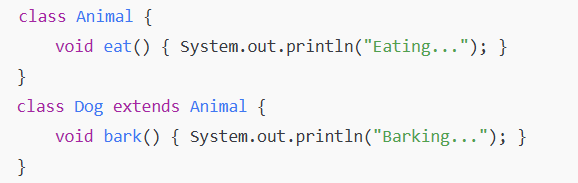 class Animal {
    void eat() { System.out.println("Eating..."); }
}
class Dog extends Animal {
    void bark() { System.out.println("Barking..."); }
}